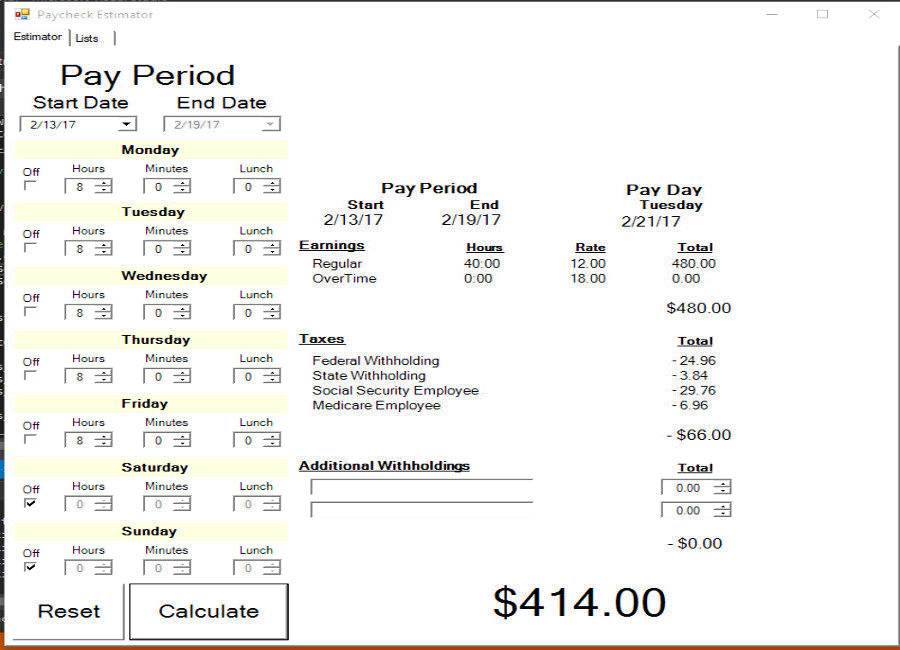 Paycheck Estimator
Estimator Lists
Pay Period
Start Date End Date
2/13/17 2/19/17
Monday
Off Hours Minutes Lunch
8 0 0
Tuesday
Off Hours Minutes Lunch
8 0 0
Wednesday
Off Hours Minutes Lunch
8 0 0
Thursday
Off Hours Minutes Lunch
8 0 0
Friday
Off Hours Minutes Lunch
8 0 0
Saturday
Off Hours Minutes Lunch
0 0 0
Sunday
Off Hours Minutes Lunch
0 0 0
Reset Calculate
Pay Period Pay Day
Start End Tuesday
2/13/17 2/19/17 2/21/17
Earnings Hours Rate Total
Regular 40:00 12.00 480.00
OverTime 0:00 18.00 0.00
$480.00
Taxes Total
Federal Withholding - 24.96
State Withholding - 3.84
Social Security Employee - 29.76
Medicare Employee - 6.96
- $66.00
Additional Withholdings Total
0.00
0.00
- $0.00
$414.00